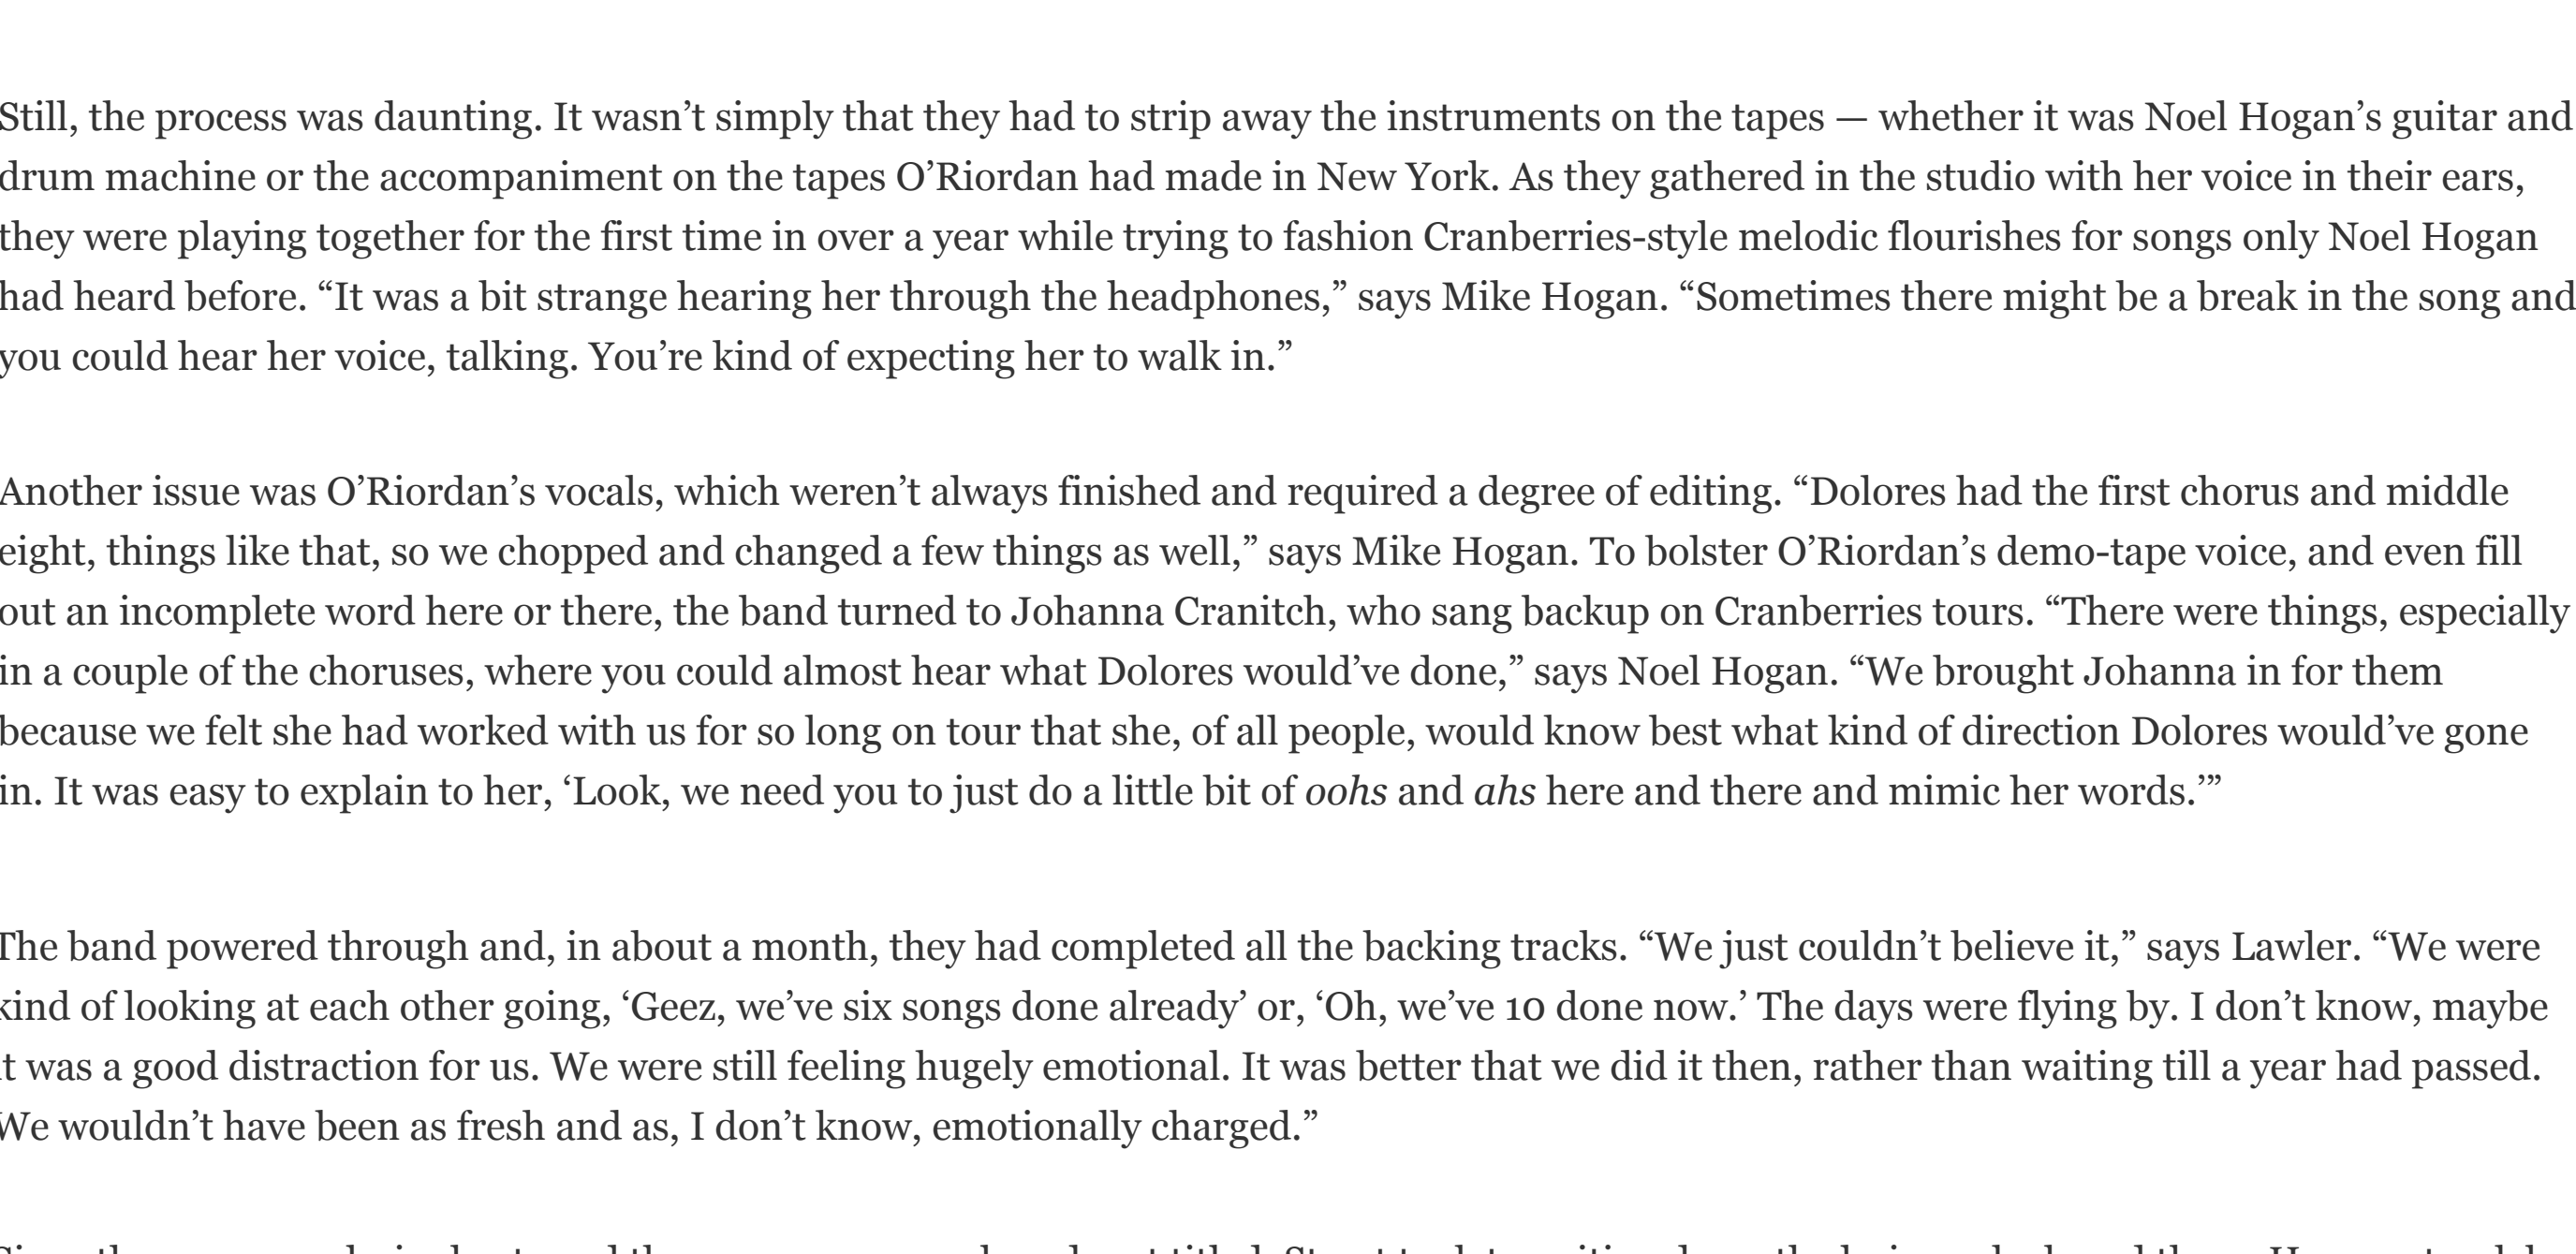 Still, the process was daunting. It wasn’t simply that they had to strip away the instruments on the tapes — whether it was Noel Hogan’s guitar and
drum machine or the accompaniment on the tapes O’Riordan had made in New York. As they gathered in the studio with her voice in their ears,
they were playing together for the first time in over a year while trying to fashion Cranberries-style melodic flourishes for songs only Noel Hogan
had heard before. “It was a bit strange hearing her through the headphones,” says Mike Hogan. “Sometimes there might be a break in the song and
you could hear her voice, talking. You’re kind of expecting her to walk in.”
Another issue was O’Riordan’s vocals, which weren’t always finished and required a degree of editing. “Dolores had the first chorus and middle
eight, things like that, so we chopped and changed a few things as well,” says Mike Hogan. To bolster O’Riordan’s demo-tape voice, and even fill
out an incomplete word here or there, the band turned to Johanna Cranitch, who sang backup on Cranberries tours. “There were things, especially
in a couple of the choruses, where you could almost hear what Dolores would’ve done,” says Noel Hogan. “We brought Johanna in for them
because we felt she had worked with us for so long on tour that she, of all people, would know best what kind of direction Dolores would’ve gone
in. It was easy to explain to her, ‘Look, we need you to just do a little bit of oohs and ahs here and there and mimic her words.’”
The band powered through and, in about a month, they had completed all the backing tracks. “We just couldn’t believe it,” says Lawler. “We were
kind of looking at each other going, ‘Geez, we’ve six songs done already’ or, ‘Oh, we’ve 10 done now.’ The days were flying by. I don’t know, maybe
it was a good distraction for us. We were still feeling hugely emotional. It was better that we did it then, rather than waiting till a year had passed.
We wouldn’t have been as fresh and as, I don’t know, emotionally charged.”